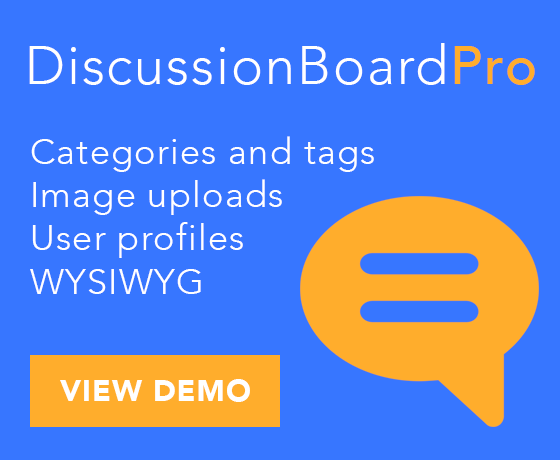 DiscussionBoardPro
Categories and tags
Image uploads
User profiles
WYSIWYG
VIEW DEMO